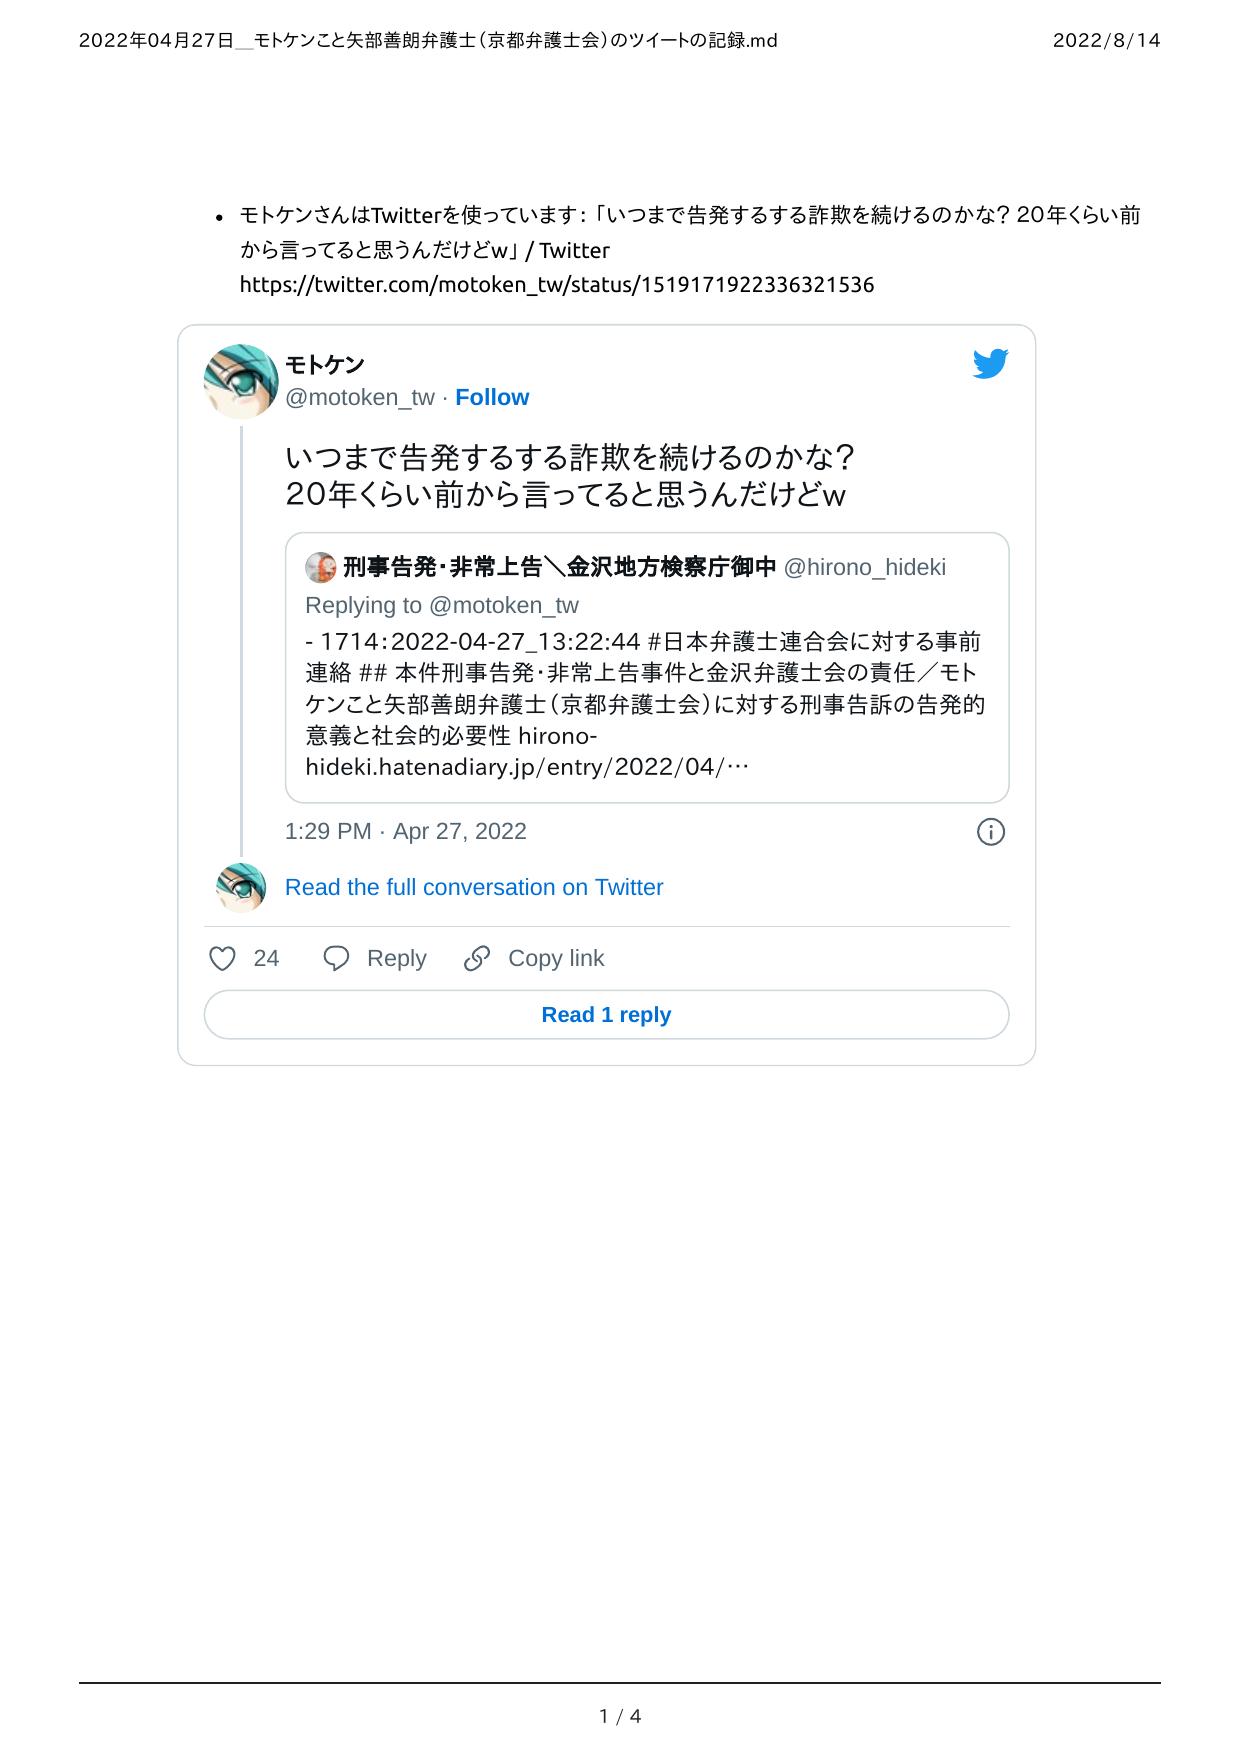 2022年04月27日__モトケンこと矢部善朗弁護士(京都弁護士会)のツイートの記録.md 2022/8/14
• モトケンさんはTwitterを使っています:「いつまで告発するする詐欺を続けるのかな? 20年くらい前
から言ってると思うんだけどw」 / Twitter
https://twitter.com/motoken_tw/status/1519171922336321536
モトケン
@motoken_tw · Follow
いつまで告発するする詐欺を続けるのかな?
20年くらい前から言ってると思うんだけどw
刑事告発・非常上告\金沢地方検察庁御中 @hirono_hideki
Replying to @motoken_tw
- 1714:2022-04-27_13:22:44 #日本弁護士連合会に対する事前
連絡 ## 本件刑事告発・非常上告事件と金沢弁護士会の責任/モト
ケンこと矢部善朗弁護士(京都弁護士会)に対する刑事告訴の告発的
意義と社会的必要性 hirono-
hideki.hatenadiary.jp/entry/2022/04/…
1:29 PM · Apr 27, 2022
Read the full conversation on Twitter
24 Reply Copy link
Read 1 reply
1 / 4